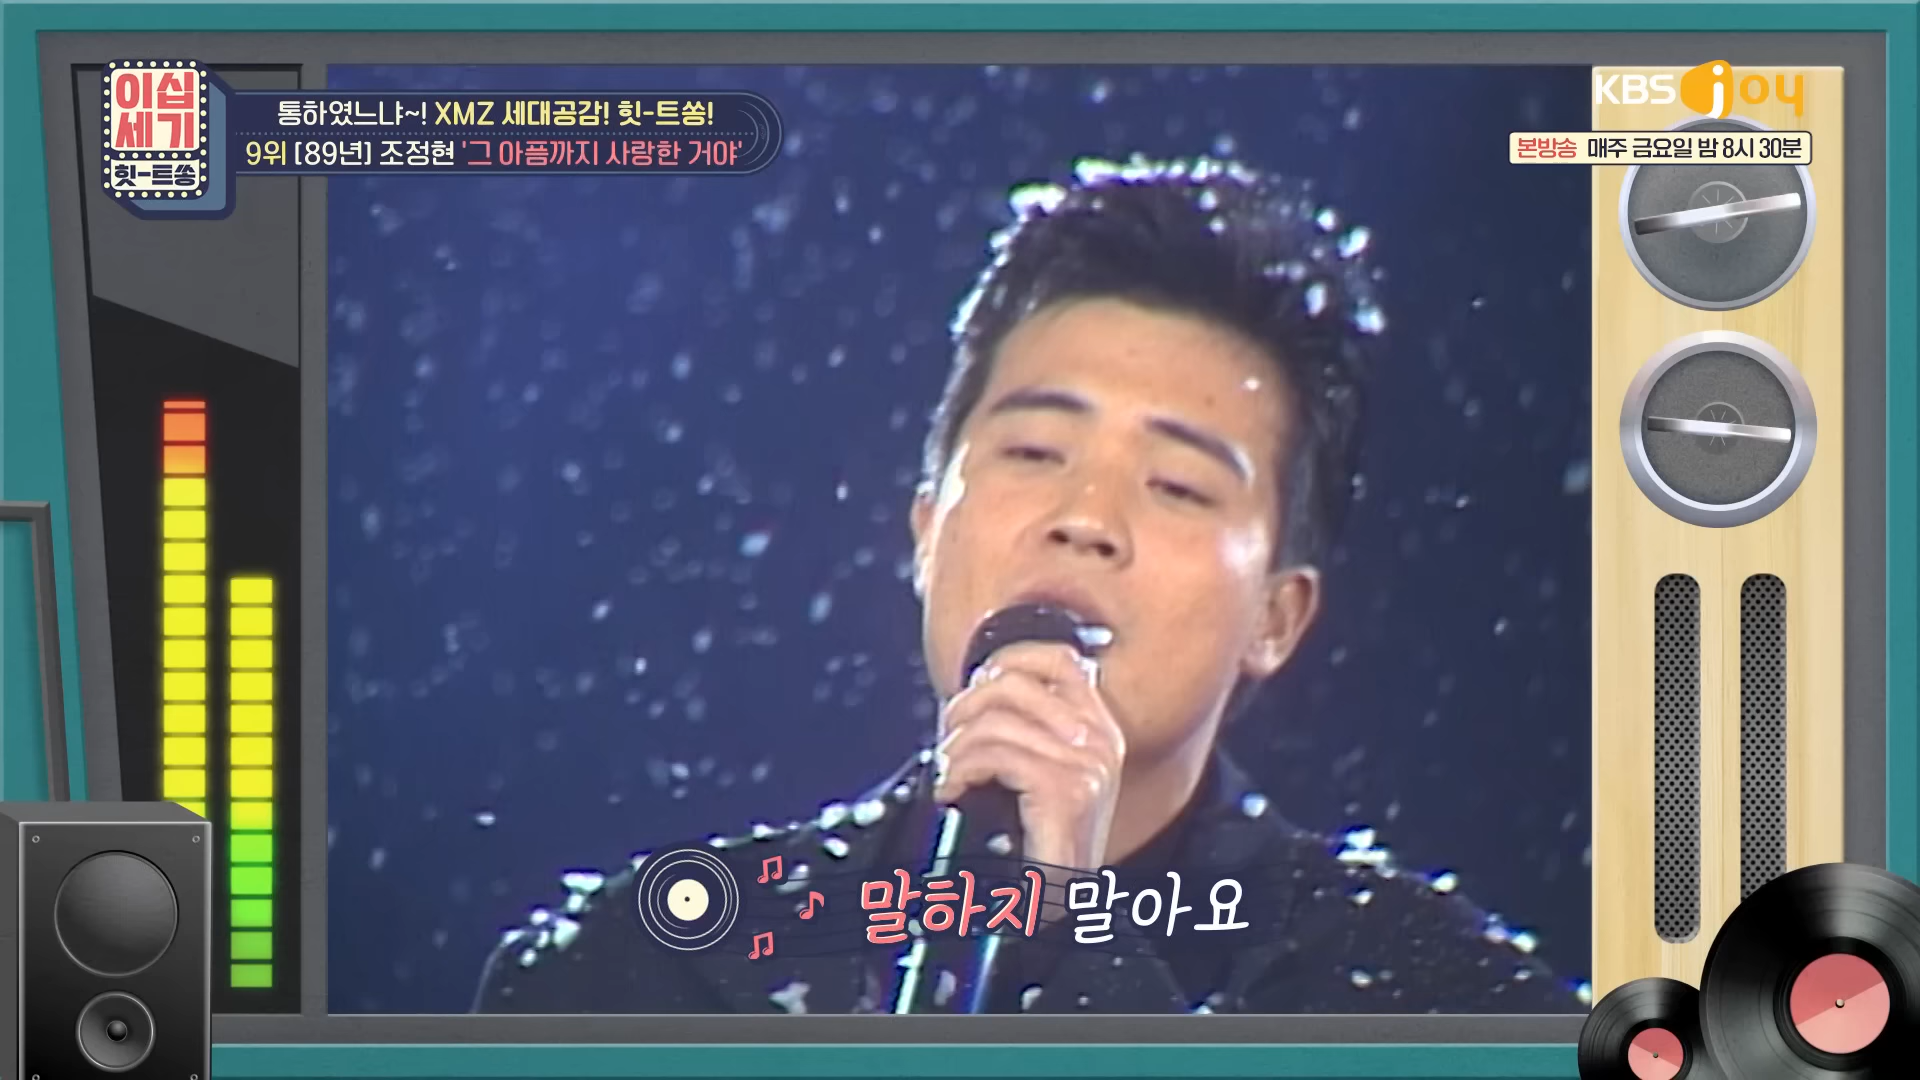 이십
세기
힛-트쏭
통하였느냐~! XMZ 세대공감! 힛-트쏭!
9위 [89년] 조정현 '그 아픔까지 사랑한 거야'
KBS joy
본방송 매주 금요일 밤 8시 30분
말하지 말아요